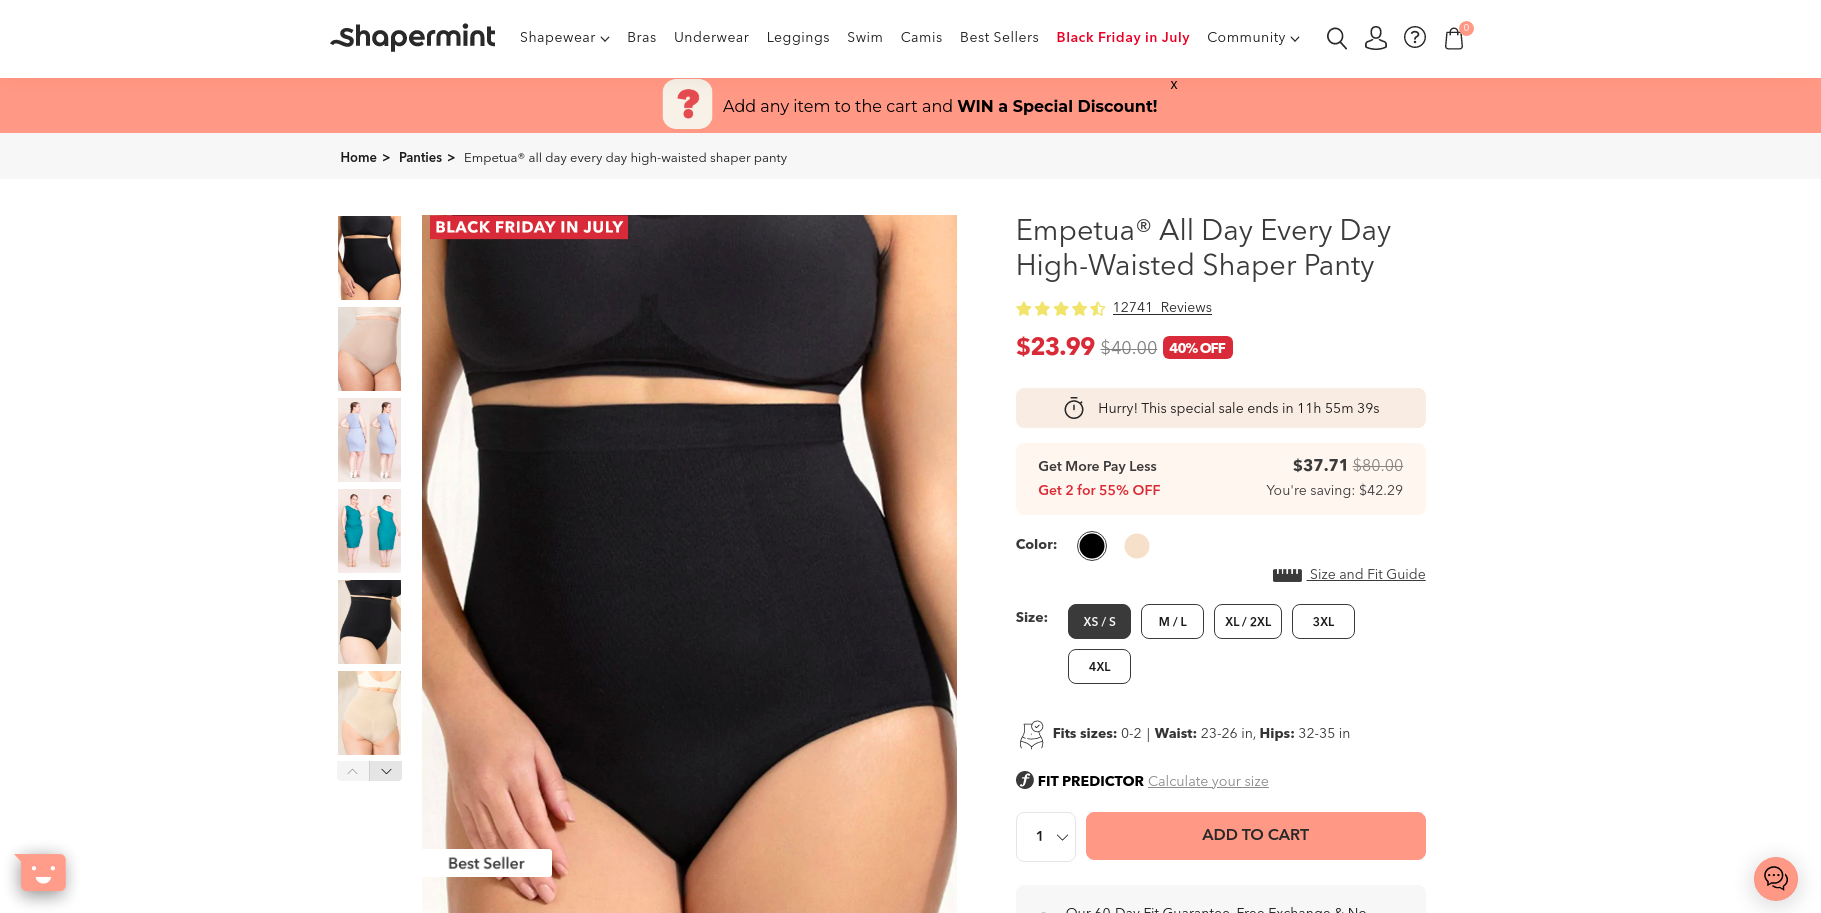 Shapermint
Shapewear
Bras
Underwear
Leggings
Swim
Camis
Best Sellers
Black Friday in July
Community
0
Add any item to the cart and WIN a Special Discount!
x
Home > Panties > Empetua® all day every day high-waisted shaper panty
BLACK FRIDAY IN JULY
Best Seller
Empetua® All Day Every Day
High-Waisted Shaper Panty
12741 Reviews
$23.99 $40.00 40% OFF
Hurry! This special sale ends in 11h 55m 39s
Get More Pay Less $37.71 $80.00
Get 2 for 55% OFF You're saving: $42.29
Color:
Size and Fit Guide
Size: XS / S M / L XL / 2XL 3XL
4XL
Fits sizes: 0-2 | Waist: 23-26 in, Hips: 32-35 in
FIT PREDICTOR Calculate your size
1 ADD TO CART
Our 60-Day Fit Guarantee. Free Exchange & No